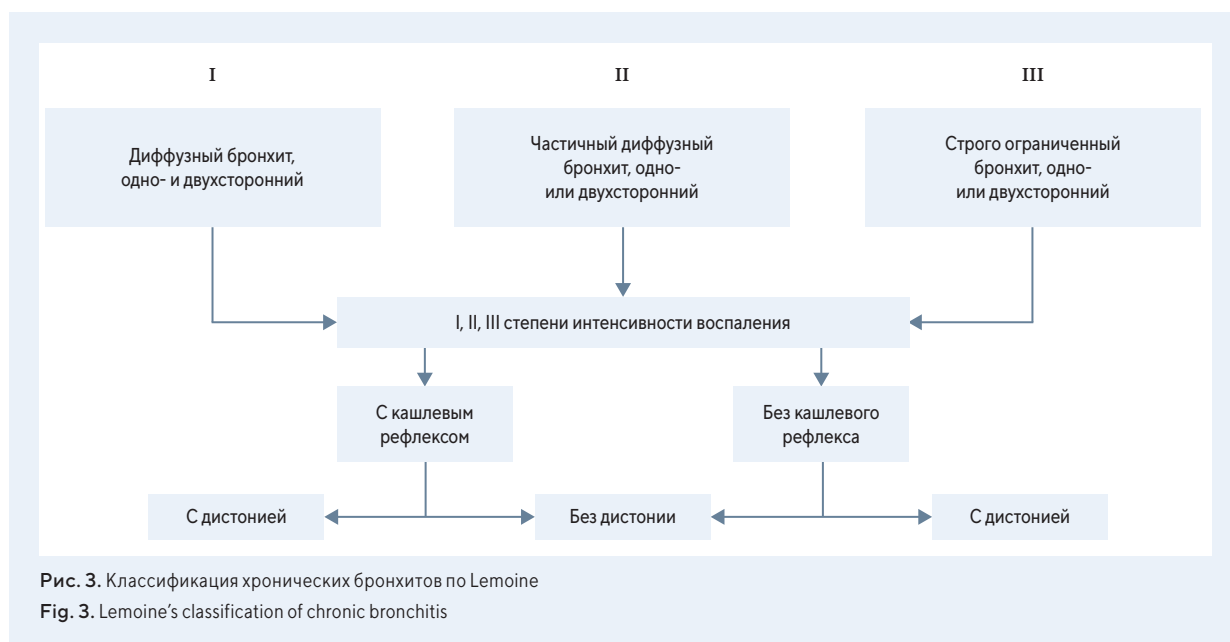 I
II
III
Диффузный бронхит,
одно- и двухсторонний
Частичный диффузный
бронхит, одно-
или двухсторонний
Строго ограниченный
бронхит, одно-
или двухсторонний
I, II, III степени интенсивности воспаления
С кашлевым
рефлексом
Без кашлевого
рефлекса
С дистонией
Без дистонии
С дистонией
Рис. 3. Классификация хронических бронхитов по Lemoine
Fig. 3. Lemoine's classification of chronic bronchitis